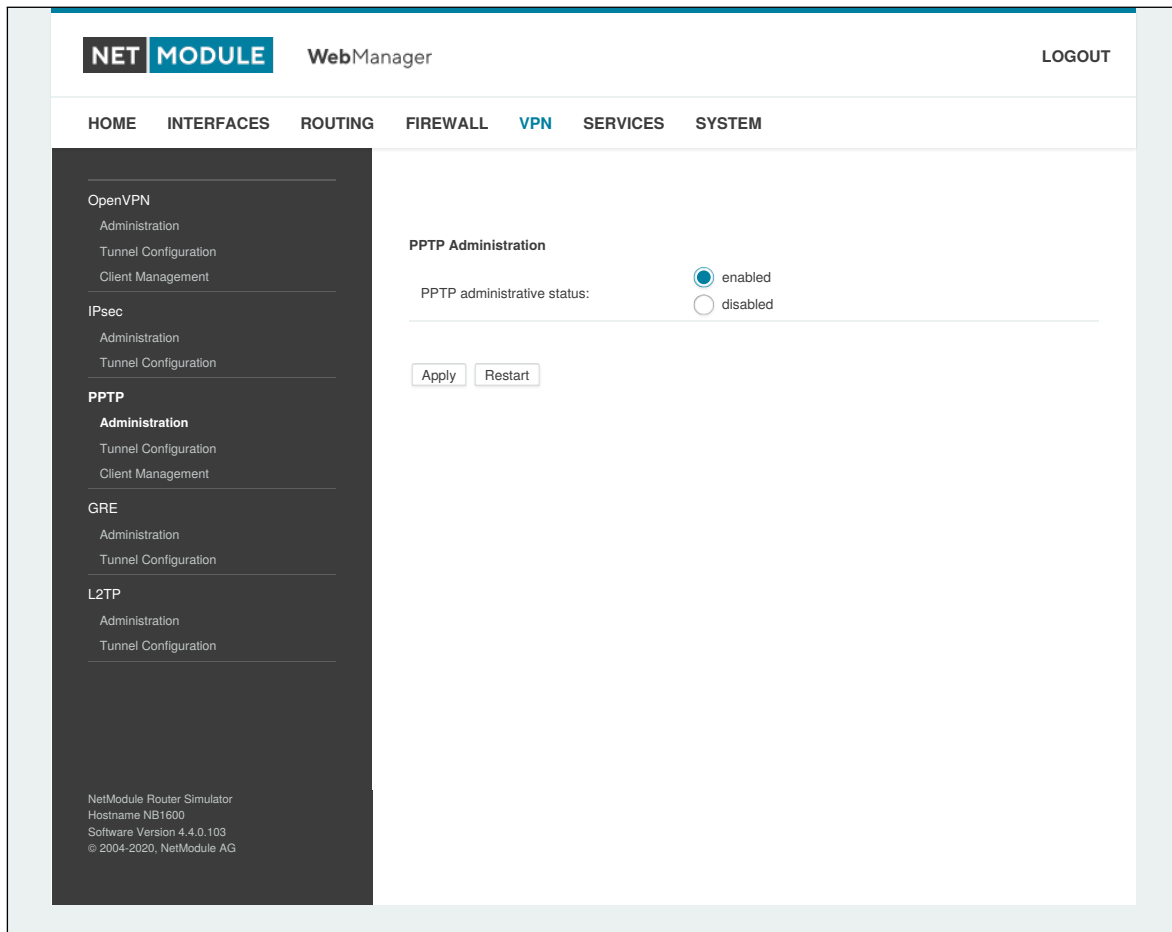 NET MODULE WebManager LOGOUT
HOME INTERFACES ROUTING FIREWALL VPN SERVICES SYSTEM
OpenVPN
Administration
Tunnel Configuration
Client Management
IPsec
Administration
Tunnel Configuration
PPTP
Administration
Tunnel Configuration
Client Management
GRE
Administration
Tunnel Configuration
L2TP
Administration
Tunnel Configuration
NetModule Router Simulator
Hostname NB1600
Software Version 4.4.0.103
© 2004-2020, NetModule AG
PPTP Administration
PPTP administrative status:
enabled
disabled
Apply Restart